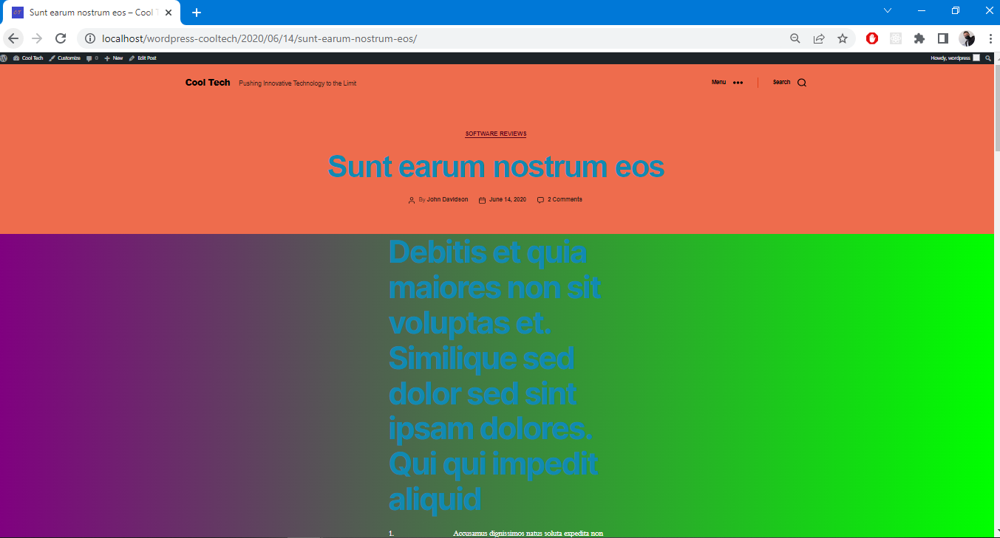 Sunt earum nostrum eos – Cool T
localhost/wordpress-cooltech/2020/06/14/sunt-earum-nostrum-eos/
Cool Tech Customize 0 New Edit Post Howdy, wordpress
Cool Tech Pushing Innovative Technology to the Limit Menu Search
SOFTWARE REVIEWS
Sunt earum nostrum eos
By John Davidson June 14, 2020 2 Comments
Debitis et quia
maiores non sit
voluptas et.
Similique sed
dolor sed sint
ipsam dolores.
Qui qui impedit
aliquid
1. Accusamus dignissimos natus soluta expedita non